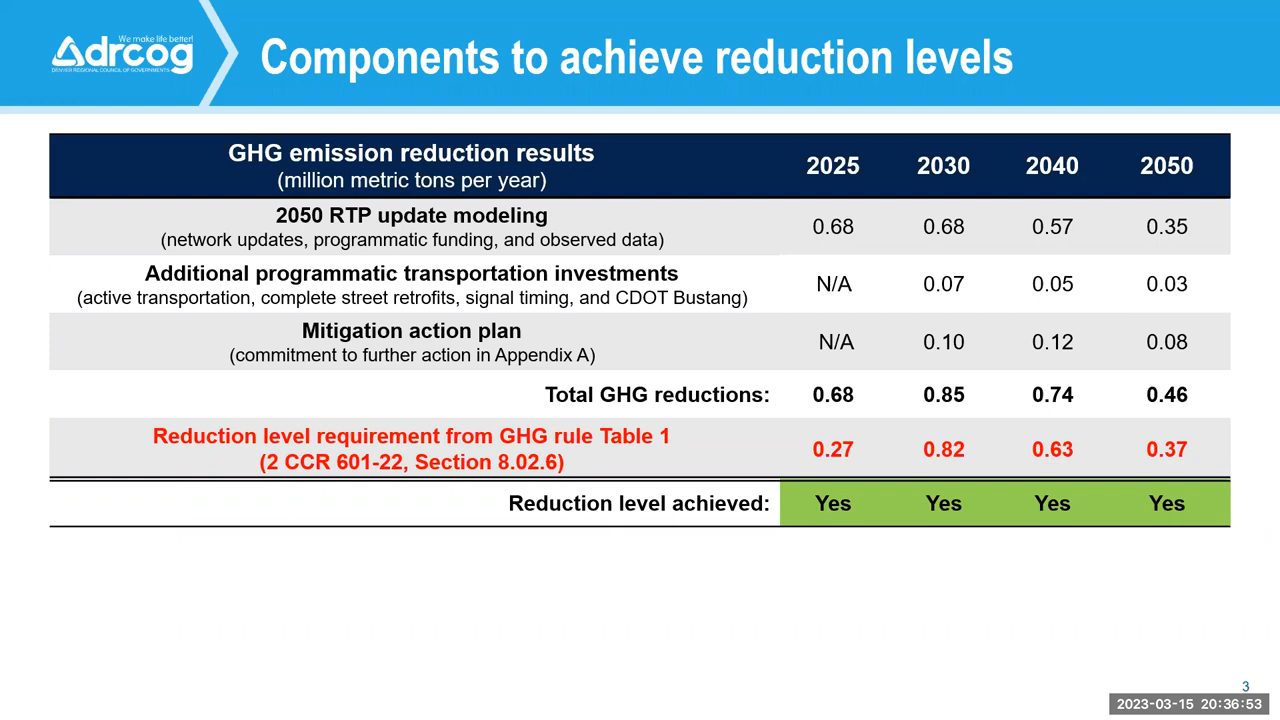 We make life better!
drcog
DENVER REGIONAL COUNCIL OF GOVERNMENTS
Components to achieve reduction levels
GHG emission reduction results
(million metric tons per year)
2025 2030 2040 2050
2050 RTP update modeling
(network updates, programmatic funding, and observed data)
0.68 0.68 0.57 0.35
Additional programmatic transportation investments
(active transportation, complete street retrofits, signal timing, and CDOT Bustang)
N/A 0.07 0.05 0.03
Mitigation action plan
(commitment to further action in Appendix A)
N/A 0.10 0.12 0.08
Total GHG reductions: 0.68 0.85 0.74 0.46
Reduction level requirement from GHG rule Table 1
(2 CCR 601-22, Section 8.02.6)
0.27 0.82 0.63 0.37
Reduction level achieved: Yes Yes Yes Yes
3
2023-03-15 20:36:53